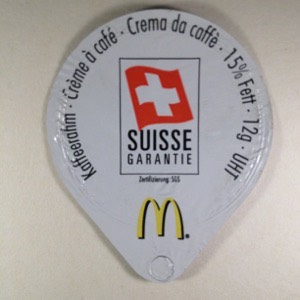 Kaffeerahm · Crème à café · Crema da caffè · 15% Fett · 12g · UHT
SUISSE
GARANTIE
Zertifizierung: SGS
M.